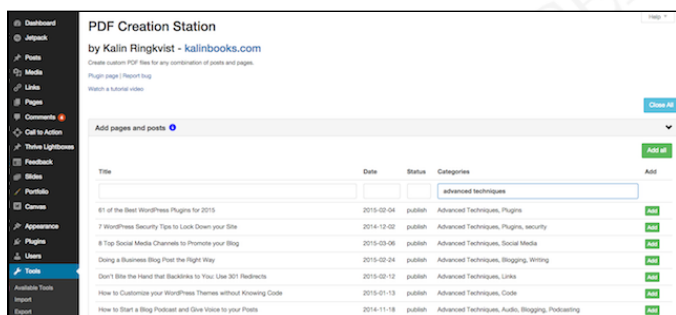 Help
Dashboard
Jetpack
Posts
Media
Links
Pages
Comments
Call to Action
Thrive Lightboxes
Feedback
Slides
Portfolio
Canvas
Appearance
Plugins
Users
Tools
Available Tools
Import
Export
PDF Creation Station
by Kalin Ringkvist - kalinbooks.com
Create custom PDF files for any combination of posts and pages.
Plugin page | Report bug
Watch a tutorial video
Close All
Add pages and posts
Add all
Title Date Status Categories Add
advanced techniques
61 of the Best WordPress Plugins for 2015 2015-02-04 publish Advanced Techniques, Plugins Add
7 WordPress Security Tips to Lock Down your Site 2014-12-02 publish Advanced Techniques, Plugins, security Add
8 Top Social Media Channels to Promote your Blog 2015-03-06 publish Advanced Techniques, Social Media Add
Doing a Business Blog Post the Right Way 2015-02-24 publish Advanced Techniques, Blogging, Writing Add
Don't Bite the Hand that Backlinks to You: Use 301 Redirects 2015-02-12 publish Advanced Techniques, Links Add
How to Customize your WordPress Themes without Knowing Code 2015-01-13 publish Advanced Techniques, Code Add
How to Start a Blog Podcast and Give Voice to your Posts 2014-11-18 publish Advanced Techniques, Audio, Blogging, Podcasting Add